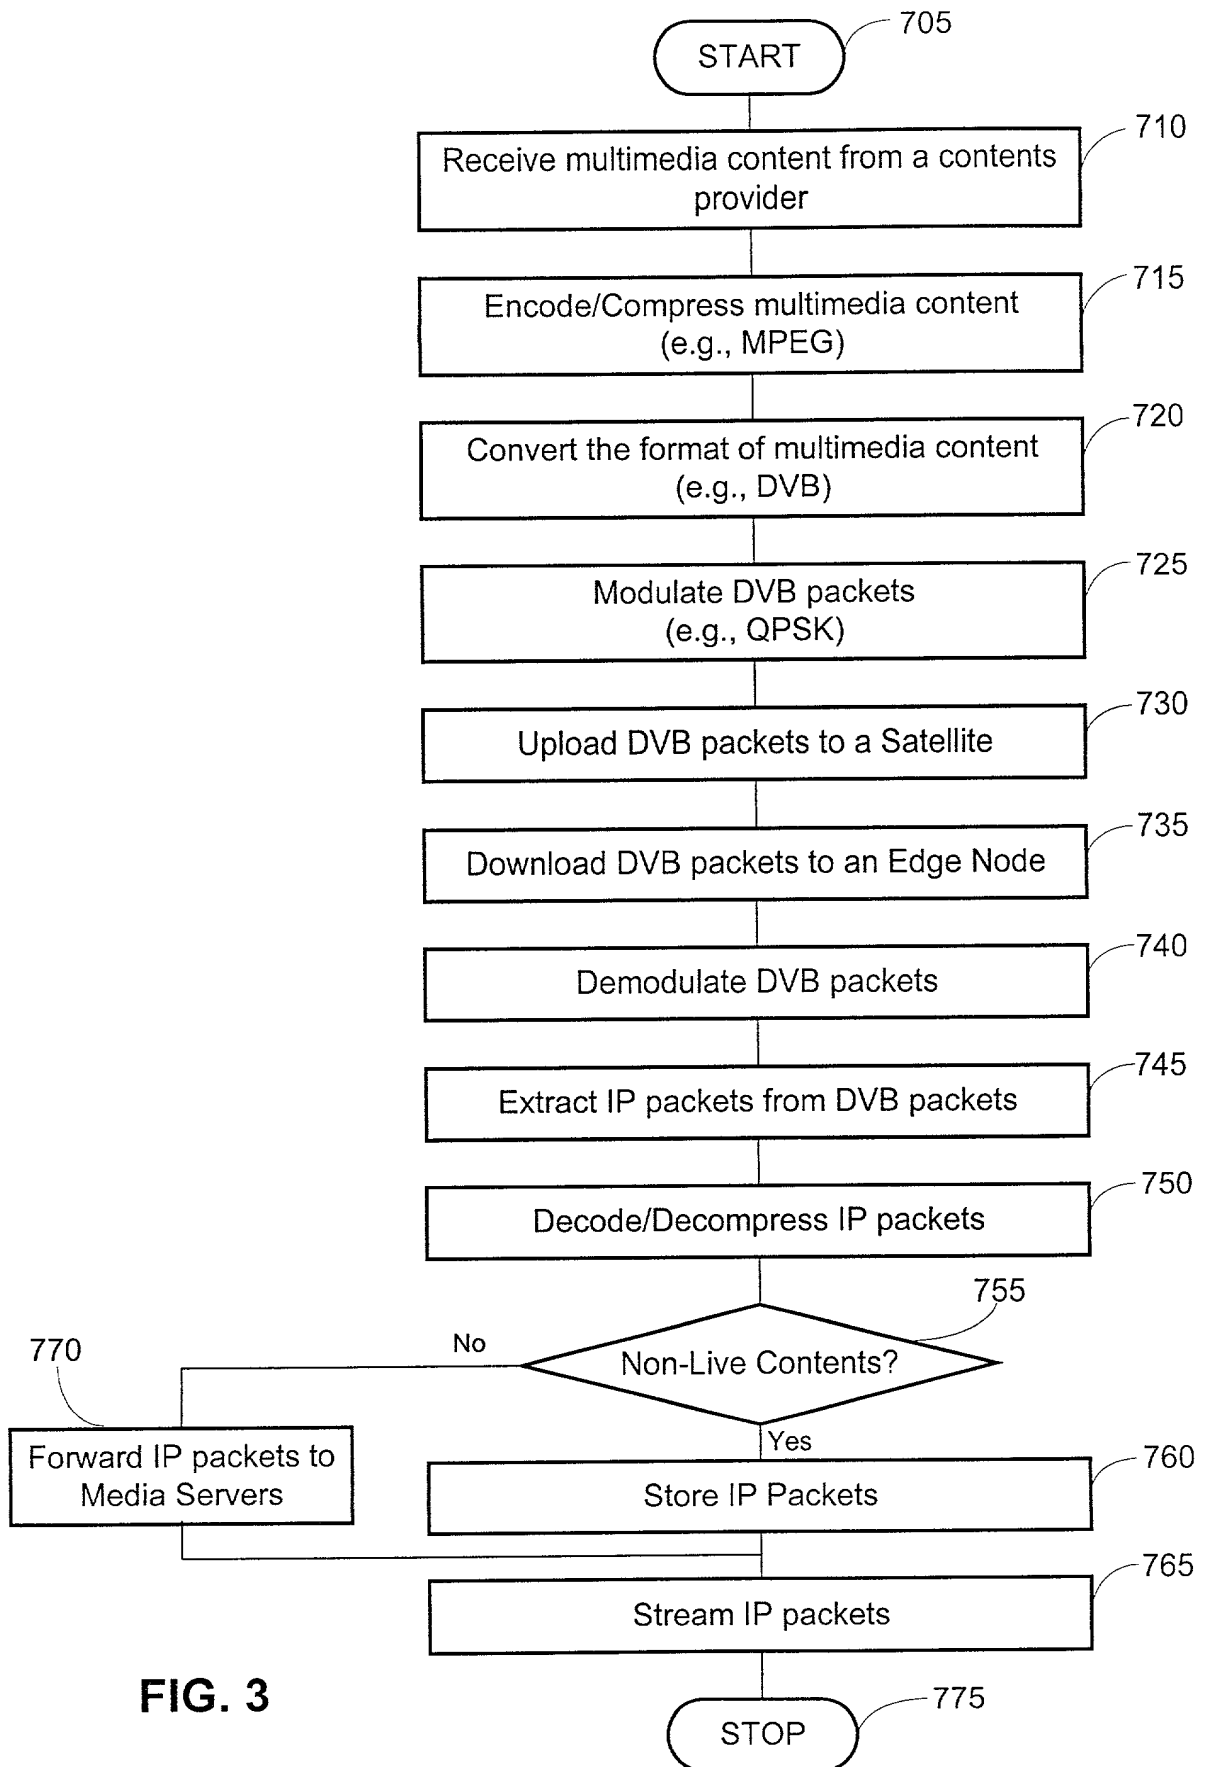 START
705
710
Receive multimedia content from a contents
provider
715
Encode/Compress multimedia content
(e.g., MPEG)
720
Convert the format of multimedia content
(e.g., DVB)
725
Modulate DVB packets
(e.g., QPSK)
730
Upload DVB packets to a Satellite
735
Download DVB packets to an Edge Node
740
Demodulate DVB packets
745
Extract IP packets from DVB packets
750
Decode/Decompress IP packets
755
Non-Live Contents?
No
770
Forward IP packets to
Media Servers
Yes
760
Store IP Packets
765
Stream IP packets
FIG. 3
775
STOP